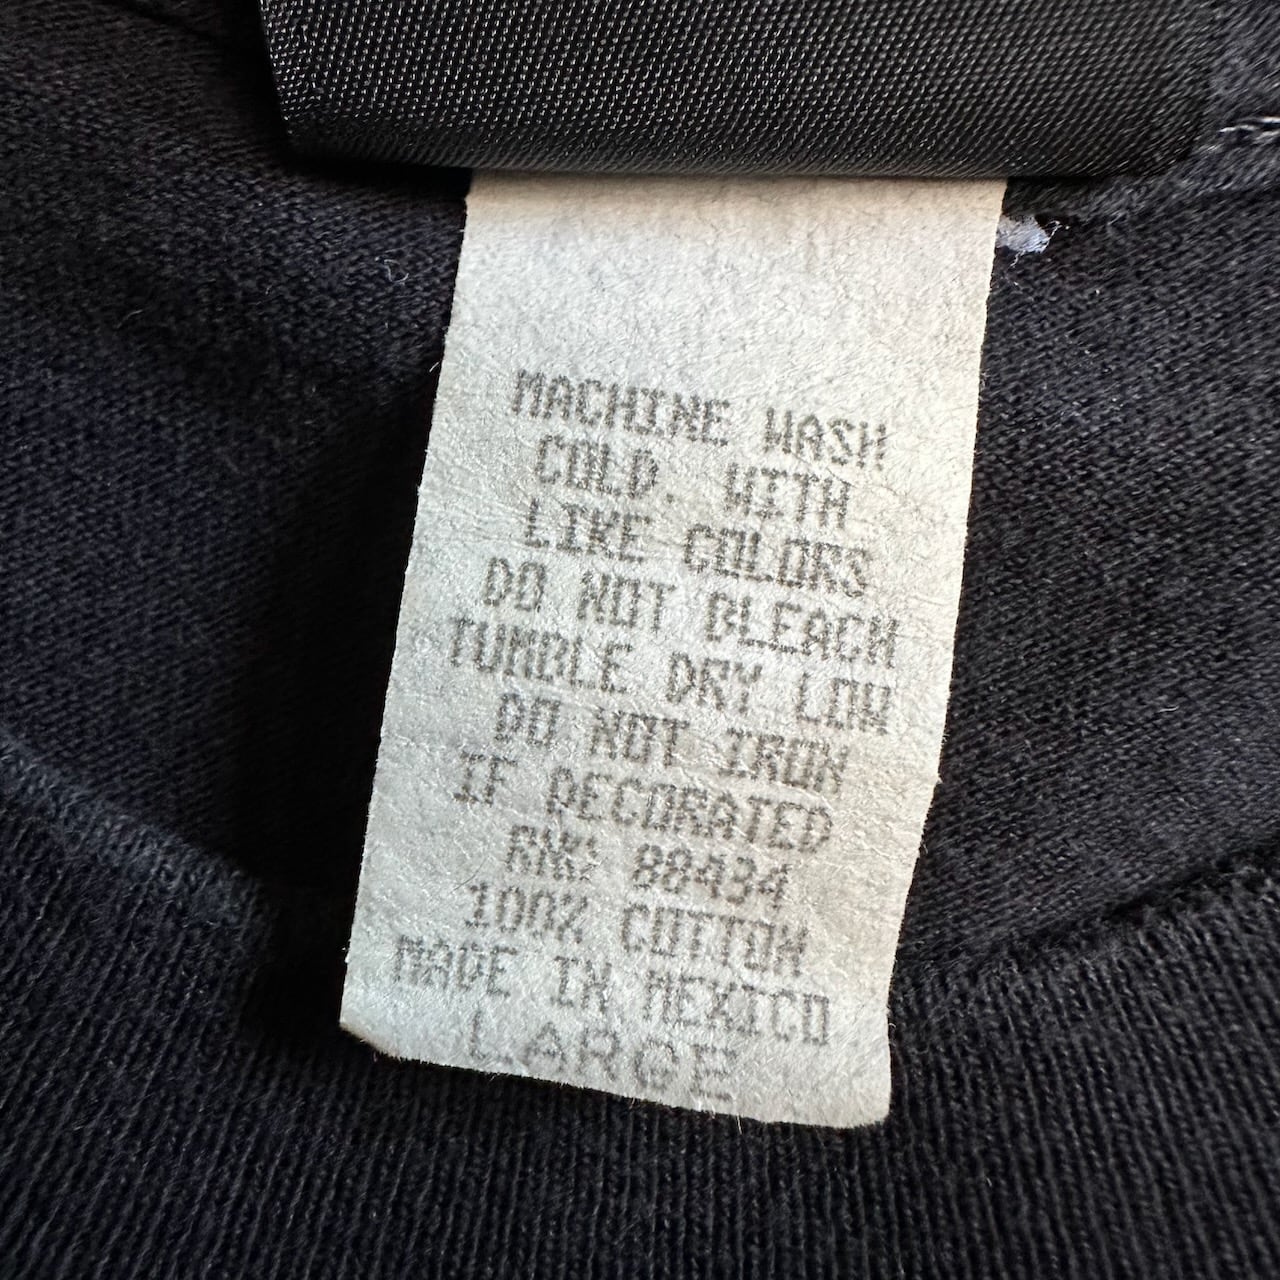 MACHINE WASH
COLD. WITH
LIKE COLORS
DO NOT BLEACH
TUMBLE DRY LOW
DO NOT IRON
IF DECORATED
RN: 88434
100% COTTON
MADE IN MEXICO
LARGE